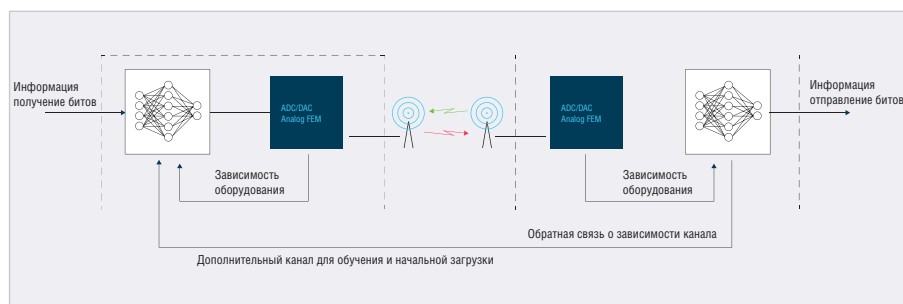 Информация
получение битов
ADC/DAC
Analog FEM
Зависимость
оборудования
ADC/DAC
Analog FEM
Зависимость
оборудования
Информация
отправление битов
Обратная связь о зависимости канала
Дополнительный канал для обучения и начальной загрузки